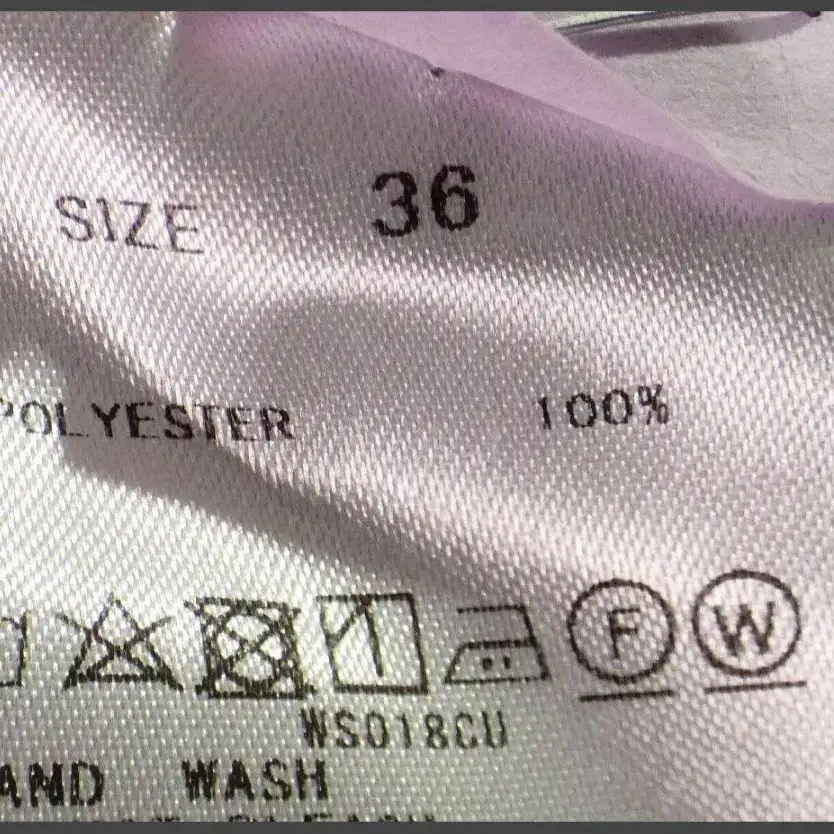 SIZE 36
POLYESTER 100%
F W
WS018CU
AND WASH